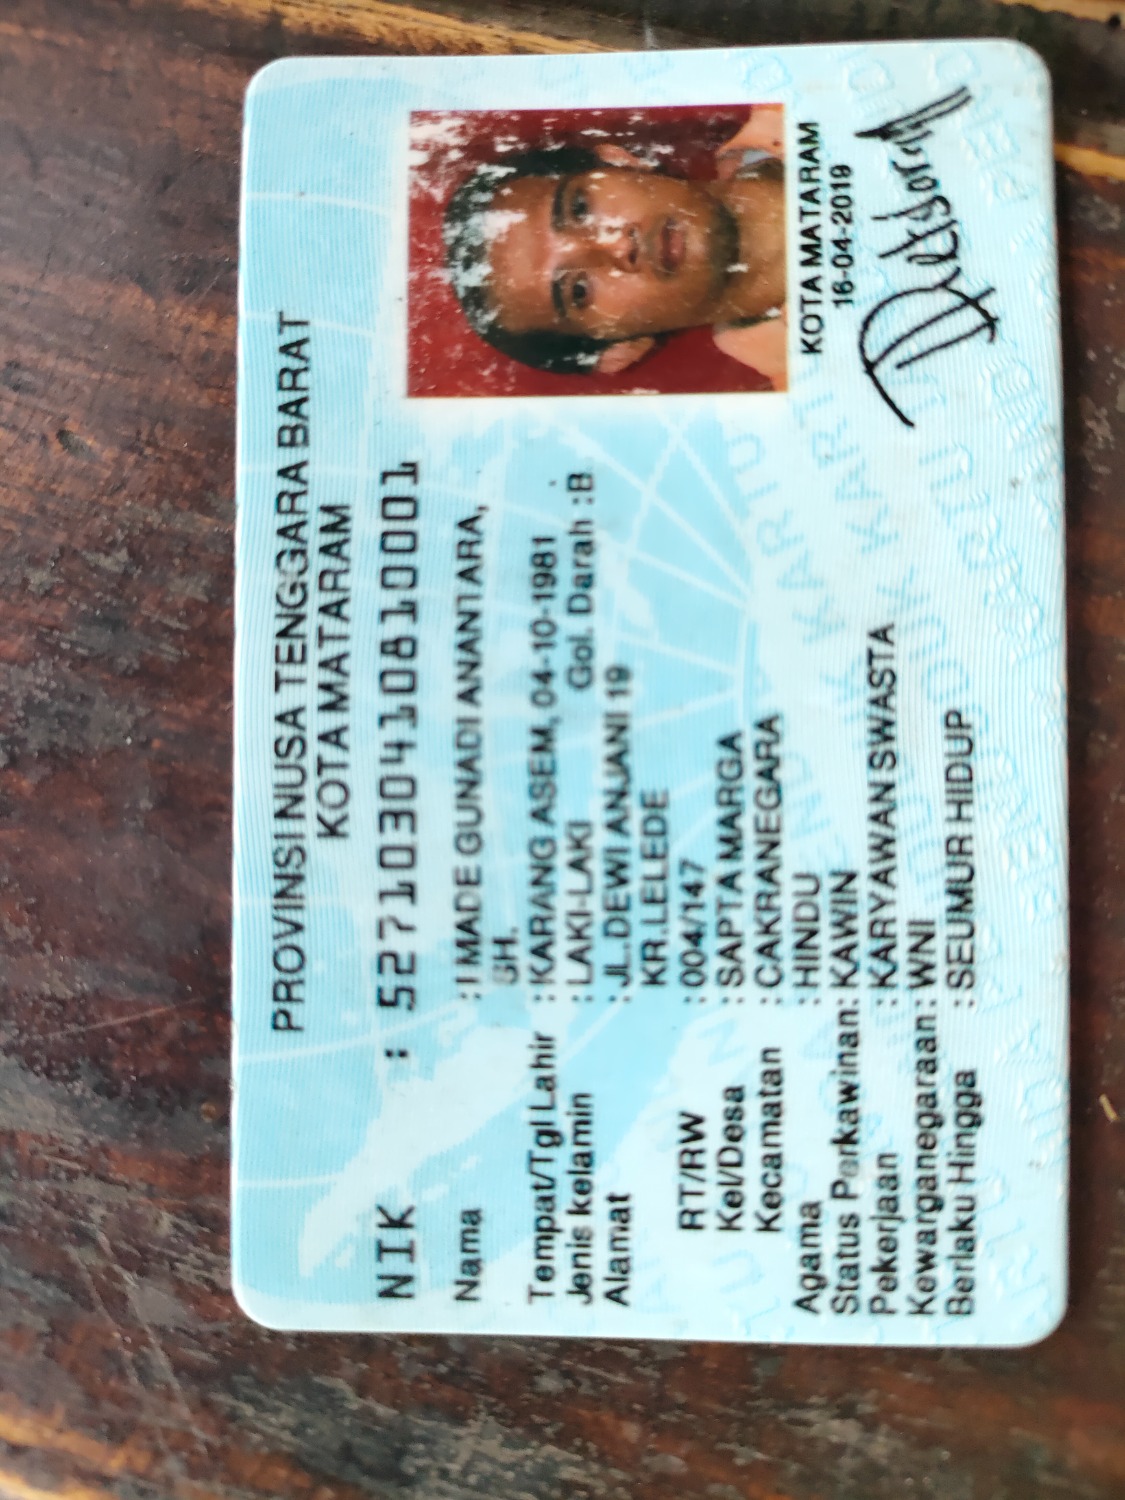 PROVINSI NUSA TENGGARA BARAT
KOTA MATARAM
NIK : 5271030410810001
Nama : I MADE GUNADI ANANTARA,
SH.
Tempat/Tgl Lahir : KARANG ASEM, 04-10-1981
Jenis kelamin : LAKI-LAKI Gol. Darah : B
Alamat : JL.DEWI ANJANI 19
KR.LELEDE
RT/RW : 004/147
Kel/Desa : SAPTA MARGA
Kecamatan : CAKRANEGARA
Agama : HINDU
Status Perkawinan: KAWIN
Pekerjaan : KARYAWAN SWASTA
Kewarganegaraan : WNI
Berlaku Hingga : SEUMUR HIDUP
KOTA MATARAM
16-04-2019